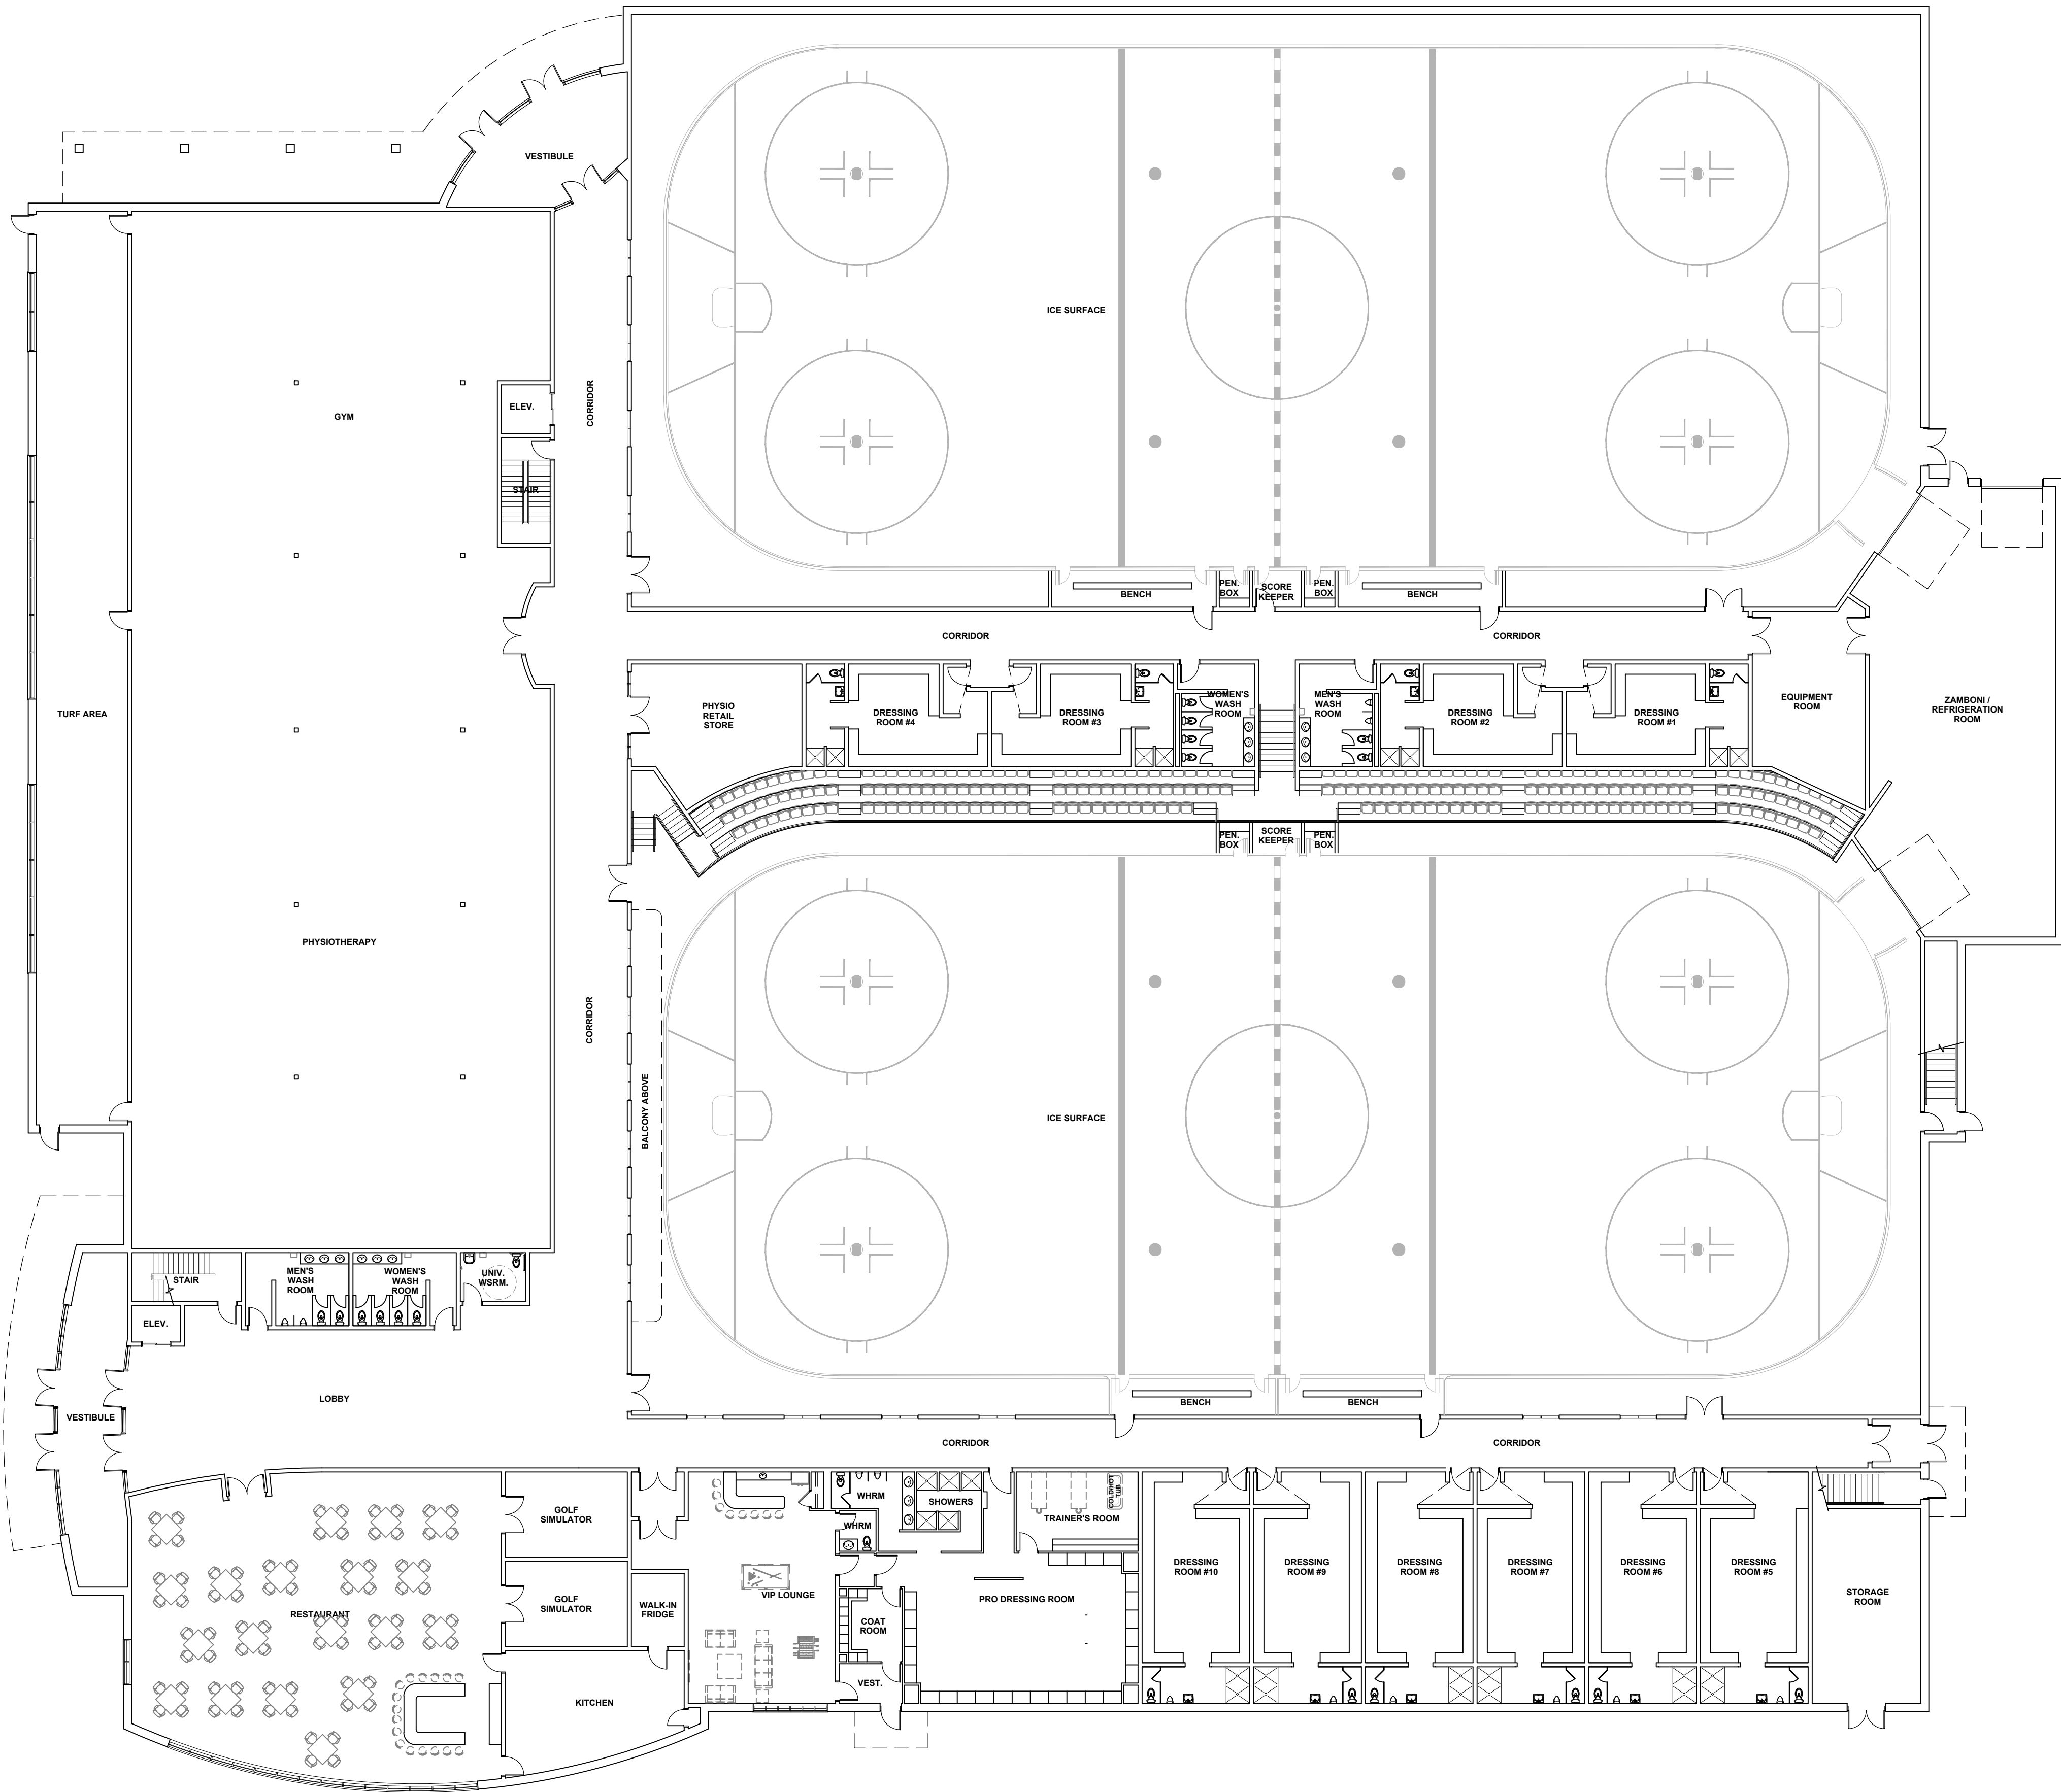 VESTIBULE
ICE SURFACE
CORRIDOR
ELEV.
GYM
STAIR
PEN.
BOX
SCORE
KEEPER
PEN.
BOX
BENCH
BENCH
CORRIDOR
CORRIDOR
TURF AREA
PHYSIO
RETAIL
STORE
DRESSING
ROOM #4
DRESSING
ROOM #3
WOMEN'S
WASH
ROOM
MEN'S
WASH
ROOM
DRESSING
ROOM #2
DRESSING
ROOM #1
EQUIPMENT
ROOM
ZAMBONI /
REFRIGERATION
ROOM
PEN.
BOX
SCORE
KEEPER
PEN.
BOX
PHYSIOTHERAPY
CORRIDOR
BALCONY ABOVE
ICE SURFACE
STAIR
MEN'S
WASH
ROOM
WOMEN'S
WASH
ROOM
UNIV.
WSRM.
ELEV.
LOBBY
VESTIBULE
BENCH
BENCH
CORRIDOR
CORRIDOR
GOLF
SIMULATOR
WHRM
SHOWERS
COLD/HOT
TUB
TRAINER'S ROOM
WHRM
DRESSING
ROOM #10
DRESSING
ROOM #9
DRESSING
ROOM #8
DRESSING
ROOM #7
DRESSING
ROOM #6
DRESSING
ROOM #5
STORAGE
ROOM
GOLF
SIMULATOR
WALK-IN
FRIDGE
VIP LOUNGE
PRO DRESSING ROOM
RESTAURANT
COAT
ROOM
VEST.
KITCHEN